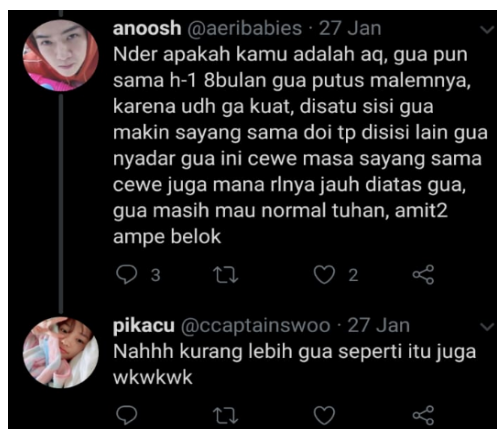 anoosh @aeribabies · 27 Jan
Nder apakah kamu adalah aq, gua pun
sama h-1 8bulan gua putus malemnya,
karena udh ga kuat, disatu sisi gua
makin sayang sama doi tp disisi lain gua
nyadar gua ini cewe masa sayang sama
cewe juga mana rlnya jauh diatas gua,
gua masih mau normal tuhan, amit2
ampe belok
3 2
pikacu @ccaptainswoo · 27 Jan
Nahhh kurang lebih gua seperti itu juga
wkwkwk